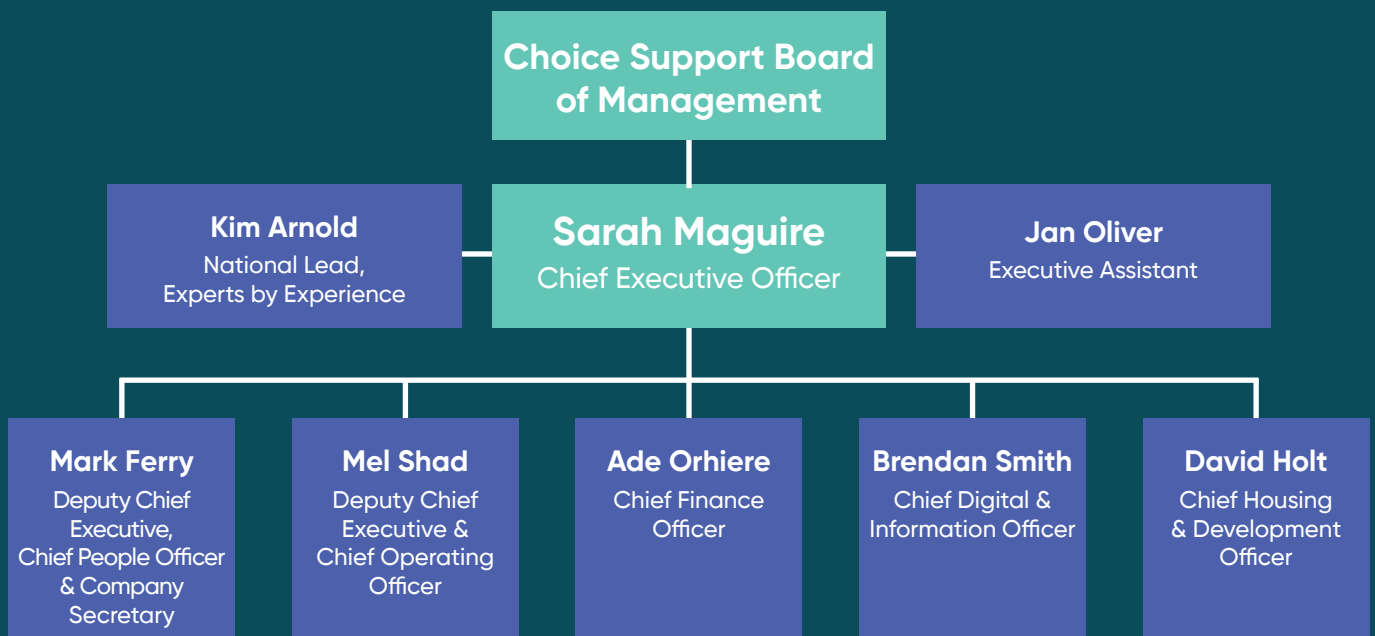 Choice Support Board
of Management
Kim Arnold
National Lead,
Experts by Experience
Sarah Maguire
Chief Executive Officer
Jan Oliver
Executive Assistant
Mark Ferry
Deputy Chief
Executive,
Chief People Officer
& Company
Secretary
Mel Shad
Deputy Chief
Executive &
Chief Operating
Officer
Ade Orhiere
Chief Finance
Officer
Brendan Smith
Chief Digital &
Information Officer
David Holt
Chief Housing
& Development
Officer